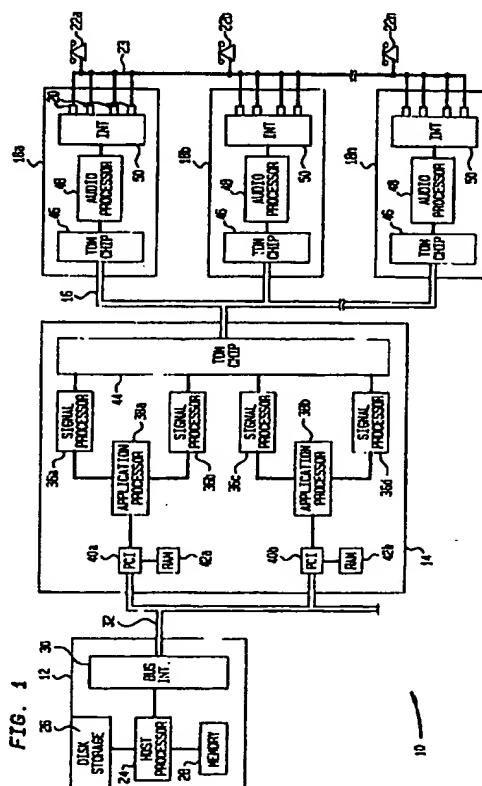 FIG. 1
10
12
26
DISK
STORAGE
24
HOST
PROCESSOR
28
MEMORY
30
BUS
INT.
32
14
40a
PCI
42a
RAM
40b
PCI
42a
RAM
36a
SIGNAL
PROCESSOR
38a
APPLICATION
PROCESSOR
36b
SIGNAL
PROCESSOR
36c
SIGNAL
PROCESSOR
38b
APPLICATION
PROCESSOR
36d
SIGNAL
PROCESSOR
44
TDM
CHIP
16
18a
46
TDM
CHIP
48
AUDIO
PROCESSOR
50
INT
20
22a
23
18b
46
TDM
CHIP
48
AUDIO
PROCESSOR
50
INT
22b
18n
46
TDM
CHIP
48
AUDIO
PROCESSOR
50
INT
22n